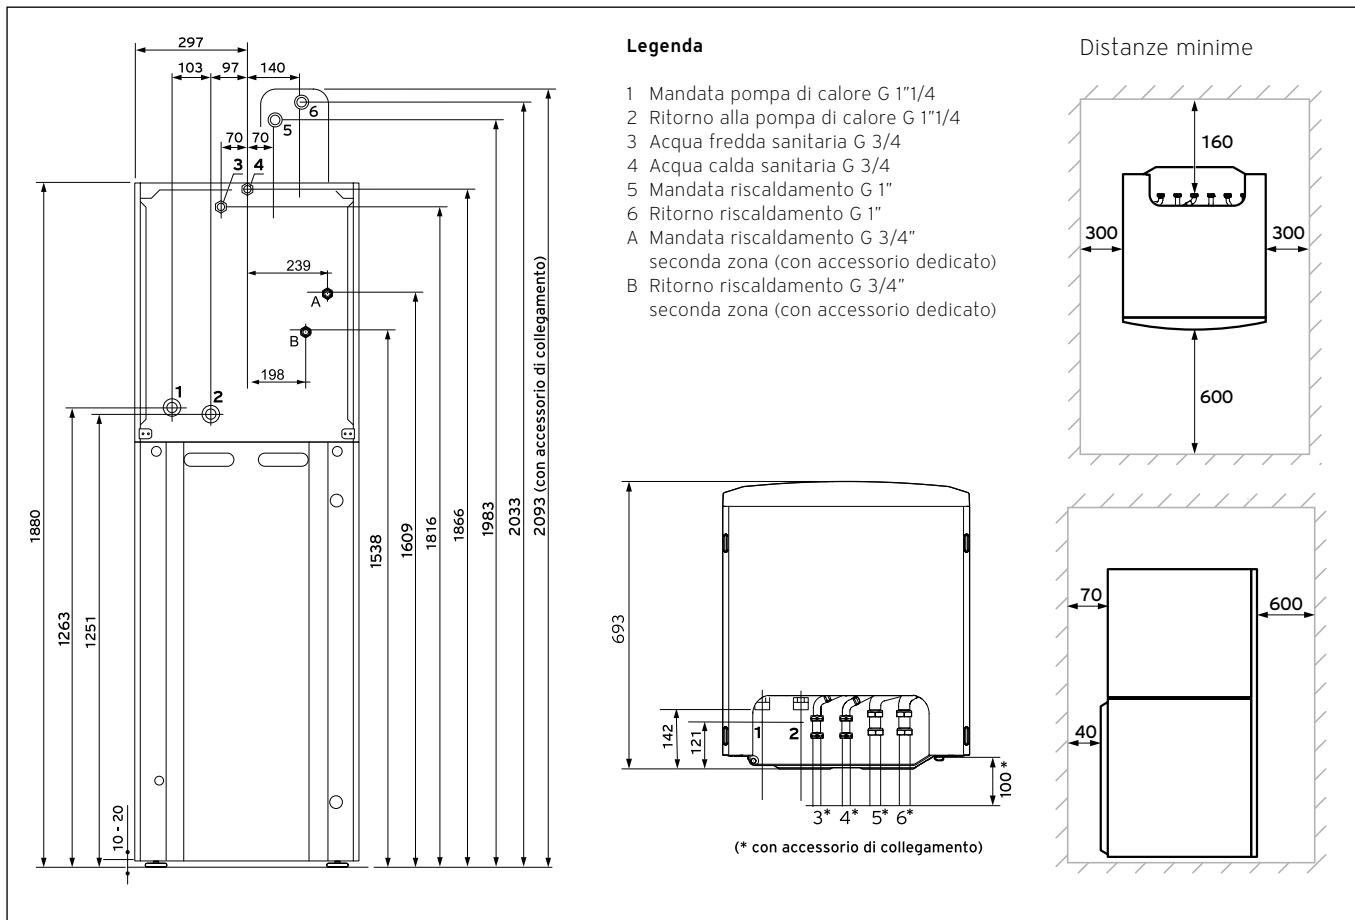 297
103 97 140
6
5
70 70
3 4
239
A
B
198
1 2
1880
1263
1251
10 - 20
1538
1609
1816
1866
1983
2033
2093 (con accessorio di collegamento)
Legenda
1 Mandata pompa di calore G 1"1/4
2 Ritorno alla pompa di calore G 1"1/4
3 Acqua fredda sanitaria G 3/4
4 Acqua calda sanitaria G 3/4
5 Mandata riscaldamento G 1"
6 Ritorno riscaldamento G 1"
A Mandata riscaldamento G 3/4"
seconda zona (con accessorio dedicato)
B Ritorno riscaldamento G 3/4"
seconda zona (con accessorio dedicato)
693
142
121
1 2
100*
3* 4* 5* 6*
(* con accessorio di collegamento)
Distanze minime
160
300 300
600
70 600
40